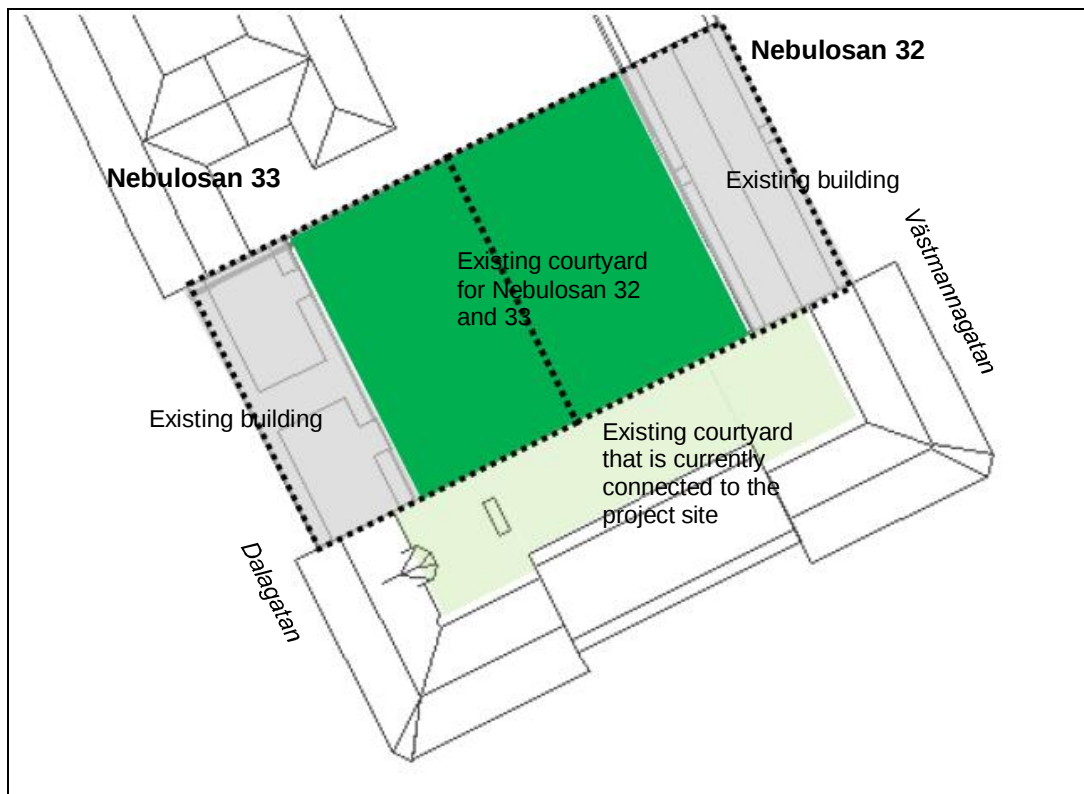 Nebulosan 32
Nebulosan 33
Existing building
Västmannagatan
Existing courtyard
for Nebulosan 32
and 33
Existing building
Existing courtyard
that is currently
connected to the
project site
Dalagatan